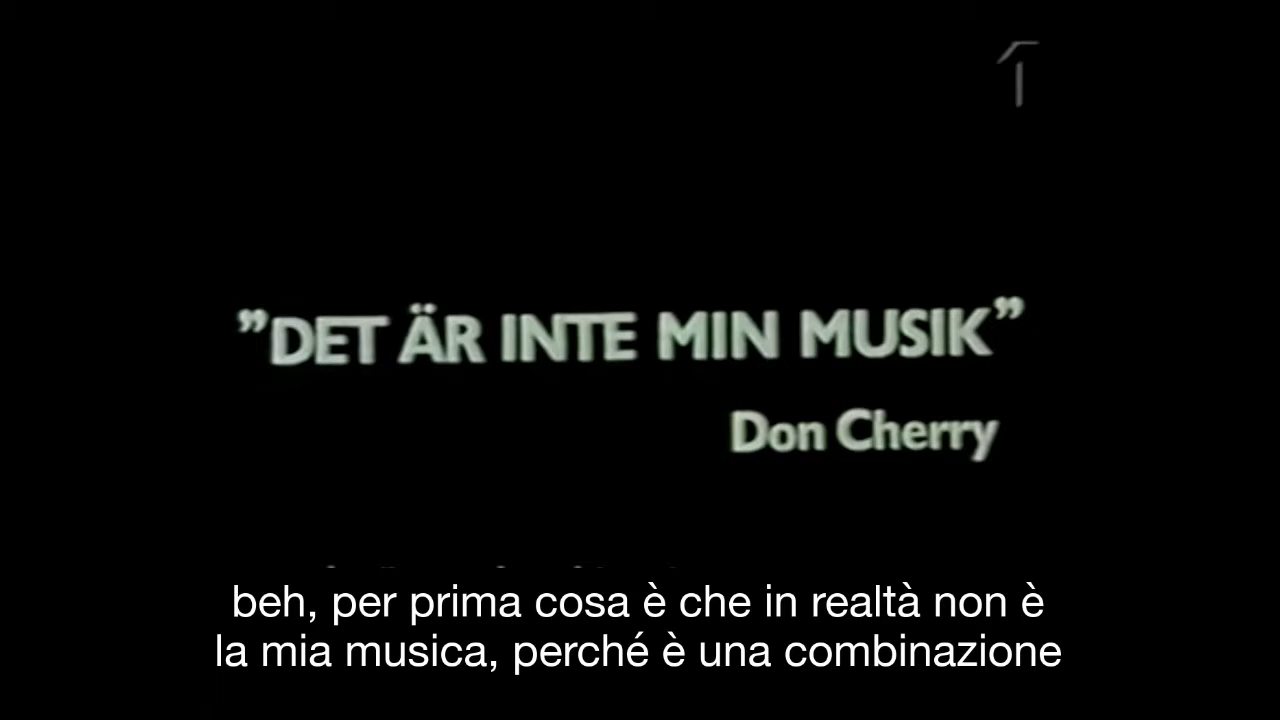 1
”DET ÄR INTE MIN MUSIK”
Don Cherry
beh, per prima cosa è che in realtà non è
la mia musica, perché è una combinazione